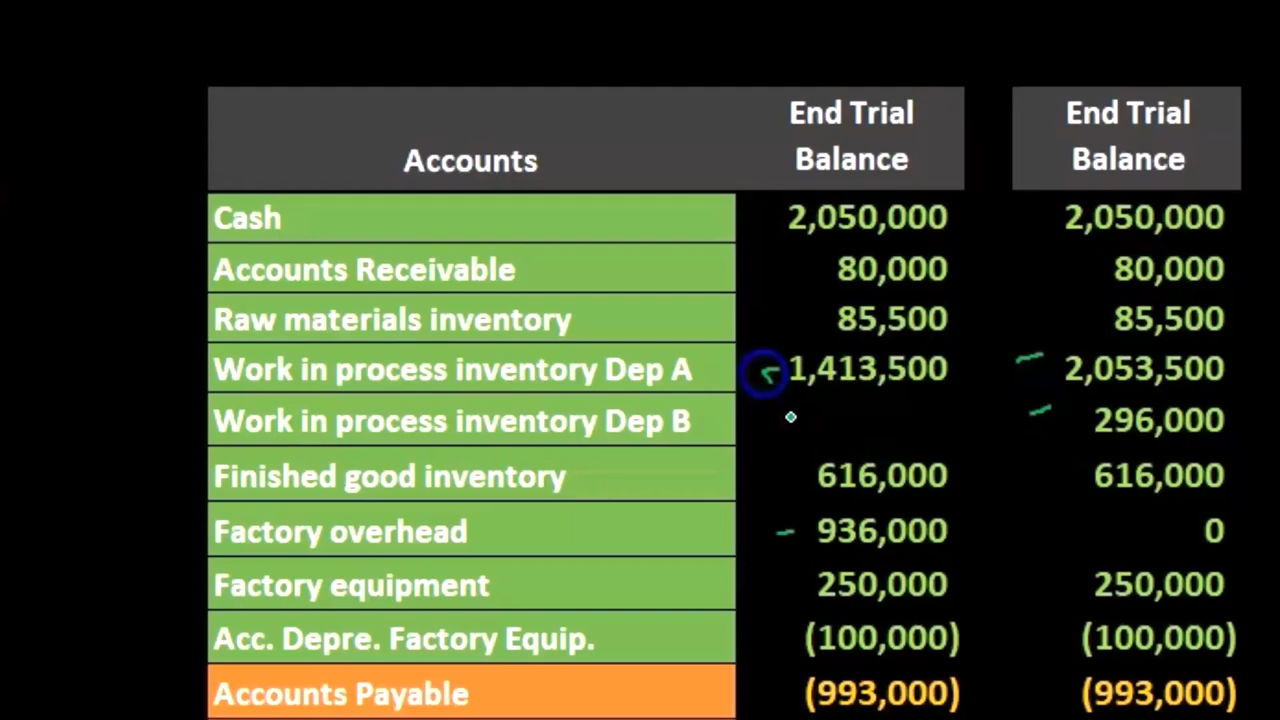 Accounts End Trial Balance End Trial Balance
Cash 2,050,000 2,050,000
Accounts Receivable 80,000 80,000
Raw materials inventory 85,500 85,500
Work in process inventory Dep A 1,413,500 2,053,500
Work in process inventory Dep B 296,000
Finished good inventory 616,000 616,000
Factory overhead 936,000 0
Factory equipment 250,000 250,000
Acc. Depre. Factory Equip. (100,000) (100,000)
Accounts Payable (993,000) (993,000)